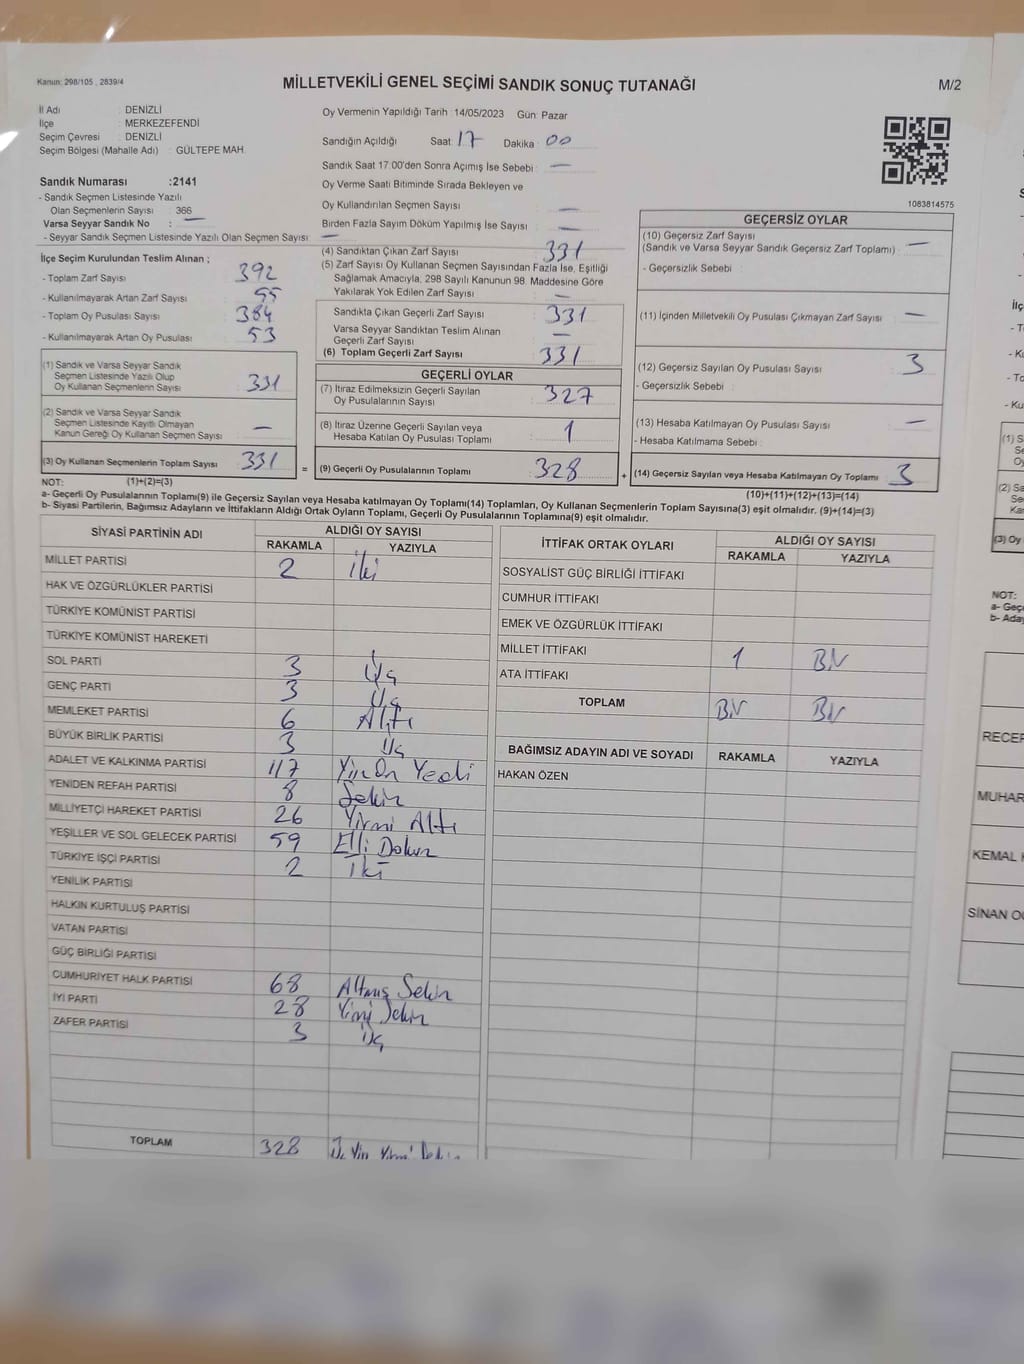 Kanun: 298/105 , 2839/4
MİLLETVEKİLİ GENEL SEÇİMİ SANDIK SONUÇ TUTANAĞI
M/2
İl Adı : DENİZLİ
İlçe : MERKEZEFENDİ
Seçim Çevresi : DENİZLİ
Seçim Bölgesi (Mahalle Adı) : GÜLTEPE MAH.
Sandık Numarası :2141
- Sandık Seçmen Listesinde Yazılı
Olan Seçmenlerin Sayısı : 366
Varsa Seyyar Sandık No : —
- Seyyar Sandık Seçmen Listesinde Yazılı Olan Seçmen Sayısı : —
İlçe Seçim Kurulundan Teslim Alınan ;
- Toplam Zarf Sayısı : 392
- Kullanılmayarak Artan Zarf Sayısı :
- Toplam Oy Pusulası Sayısı : 384
- Kullanılmayarak Artan Oy Pusulası : 53
(1) Sandık ve Varsa Seyyar Sandık
Seçmen Listesinde Yazılı Olup
Oy Kullanan Seçmenlerin Sayısı : 331
(2) Sandık ve Varsa Seyyar Sandık
Seçmen Listesinde Kayıtlı Olmayan
Kanun Gereği Oy Kullanan Seçmen Sayısı : —
(3) Oy Kullanan Seçmenlerin Toplam Sayısı : 331 =
Oy Vermenin Yapıldığı Tarih : 14/05/2023 Gün: Pazar
Sandığın Açıldığı Saat: 17 Dakika : 00
Sandık Saat 17:00'den Sonra Açımış İse Sebebi : —
Oy Verme Saati Bitiminde Sırada Bekleyen ve
Oy Kullandırılan Seçmen Sayısı : —
Birden Fazla Sayım Döküm Yapılmış İse Sayısı : —
(4) Sandıktan Çıkan Zarf Sayısı : 331
(5) Zarf Sayısı Oy Kullanan Seçmen Sayısından Fazla İse, Eşitliği
Sağlamak Amacıyla, 298 Sayılı Kanunun 98. Maddesine Göre
Yakılarak Yok Edilen Zarf Sayısı : —
Sandıkta Çıkan Geçerli Zarf Sayısı : 331
Varsa Seyyar Sandıktan Teslim Alınan
Geçerli Zarf Sayısı : —
(6) Toplam Geçerli Zarf Sayısı : 331
GEÇERLİ OYLAR
(7) İtiraz Edilmeksizin Geçerli Sayılan
Oy Pusulalarının Sayısı : 327
(8) İtiraz Üzerine Geçerli Sayılan veya
Hesaba Katılan Oy Pusulası Toplamı : 1
(9) Geçerli Oy Pusulalarının Toplamı : 328 +
1083814575
GEÇERSİZ OYLAR
(10) Geçersiz Zarf Sayısı
(Sandık ve Varsa Seyyar Sandık Geçersiz Zarf Toplamı) : —
- Geçersizlik Sebebi :
(11) İçinden Milletvekili Oy Pusulası Çıkmayan Zarf Sayısı : —
(12) Geçersiz Sayılan Oy Pusulası Sayısı : 3
- Geçersizlik Sebebi :
(13) Hesaba Katılmayan Oy Pusulası Sayısı : —
- Hesaba Katılmama Sebebi :
(14) Geçersiz Sayılan veya Hesaba Katılmayan Oy Toplamı : 3
NOT: (1)+(2)=(3) (10)+(11)+(12)+(13)=(14)
a- Geçerli Oy Pusulalarının Toplamı(9) ile Geçersiz Sayılan veya Hesaba katılmayan Oy Toplamı(14) Toplamları, Oy Kullanan Seçmenlerin Toplam Sayısına(3) eşit olmalıdır. (9)+(14)=(3)
b- Siyasi Partilerin, Bağımsız Adayların ve İttifakların Aldığı Ortak Oyların Toplamı, Geçerli Oy Pusulalarının Toplamına(9) eşit olmalıdır.
SİYASİ PARTİNİN ADI ALDIĞI OY SAYISI
RAKAMLA YAZIYLA
MİLLET PARTİSİ 2 iki
HAK VE ÖZGÜRLÜKLER PARTİSİ
TÜRKİYE KOMÜNİST PARTİSİ
TÜRKİYE KOMÜNİST HAREKETİ
SOL PARTİ 3 Üç
GENÇ PARTİ 3 Üç
MEMLEKET PARTİSİ 6 Altı
BÜYÜK BİRLİK PARTİSİ 3 Üç
ADALET VE KALKINMA PARTİSİ 117 Yüz On Yedi
YENİDEN REFAH PARTİSİ 8 Sekiz
MİLLİYETÇİ HAREKET PARTİSİ 26 Yirmi Altı
YEŞİLLER VE SOL GELECEK PARTİSİ 59 Elli Dokuz
TÜRKİYE İŞÇİ PARTİSİ 2 İki
YENİLİK PARTİSİ
HALKIN KURTULUŞ PARTİSİ
VATAN PARTİSİ
GÜÇ BİRLİĞİ PARTİSİ
CUMHURİYET HALK PARTİSİ 68 Altmış Sekiz
İYİ PARTİ 28 Yirmi Sekiz
ZAFER PARTİSİ 3 üç
TOPLAM 328
İTTİFAK ORTAK OYLARI ALDIĞI OY SAYISI
RAKAMLA YAZIYLA
SOSYALİST GÜÇ BİRLİĞİ İTTİFAKI
CUMHUR İTTİFAKI
EMEK VE ÖZGÜRLÜK İTTİFAKI
MİLLET İTTİFAKI 1 Bir
ATA İTTİFAKI
TOPLAM Bir Bir
BAĞIMSIZ ADAYIN ADI VE SOYADI RAKAMLA YAZIYLA
HAKAN ÖZEN
NOT:
a- Geç
b- Aday
(3) Oy
RECEP
MUHAR
KEMAL
SİNAN